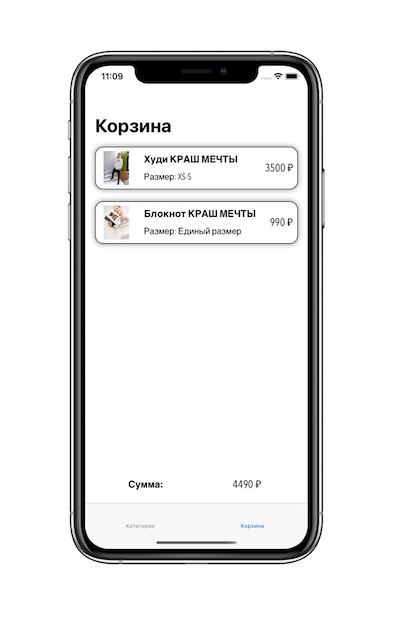 11:09
Корзина
Худи КРАШ МЕЧТЫ
3500 ₽
Размер: XS-S
Блокнот КРАШ МЕЧТЫ
990 ₽
Размер: Единый размер
Сумма: 4490 ₽
Категории Корзина